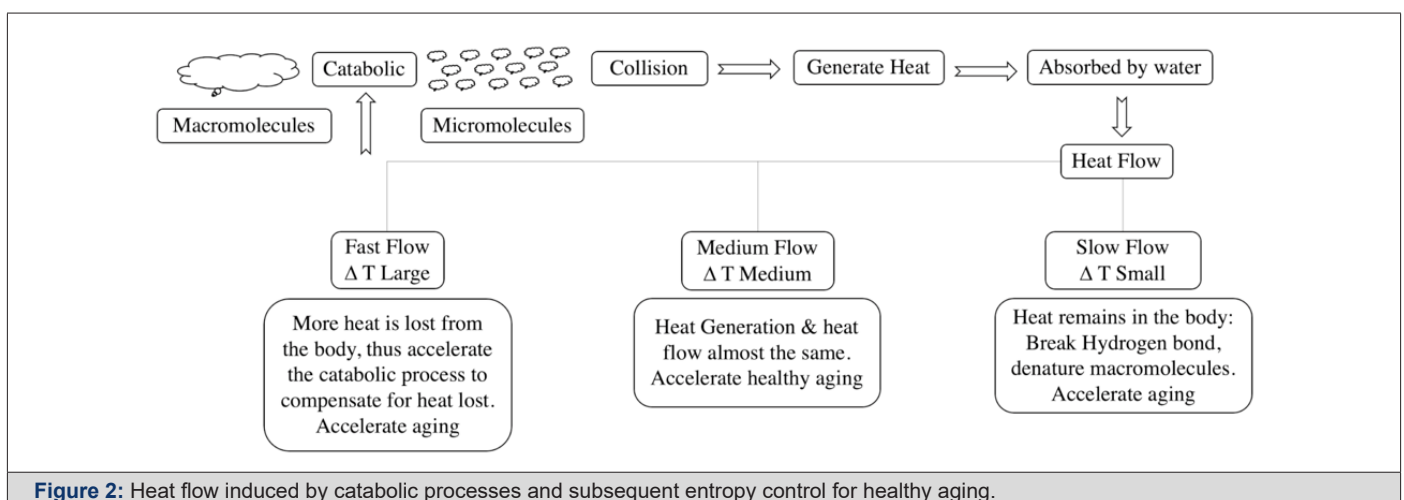 Catabolic
Collision
Generate Heat
Absorbed by water
Macromolecules
Micromolecules
Heat Flow
Fast Flow
Δ T Large
Medium Flow
Δ T Medium
Slow Flow
Δ T Small
More heat is lost from
the body, thus accelerate
the catabolic process to
compensate for heat lost.
Accelerate aging
Heat Generation & heat
flow almost the same.
Accelerate healthy aging
Heat remains in the body:
Break Hydrogen bond,
denature macromolecules.
Accelerate aging
Figure 2: Heat flow induced by catabolic processes and subsequent entropy control for healthy aging.